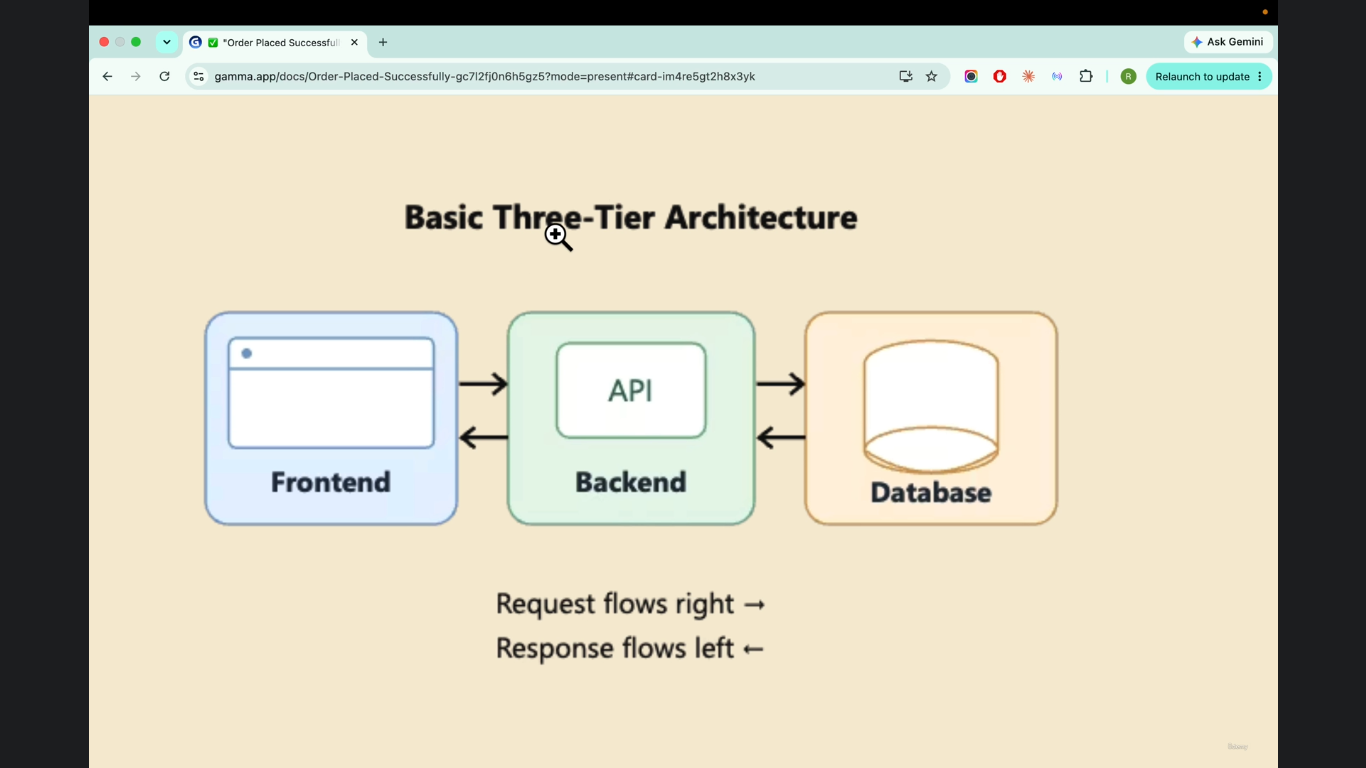 "Order Placed Successful
Ask Gemini
gamma.app/docs/Order-Placed-Successfully-gc7l2fj0n6h5gz5?mode=present#card-im4re5gt2h8x3yk
R
Relaunch to update
Basic Three-Tier Architecture
API
Frontend
Backend
Database
Request flows right →
Response flows left ←